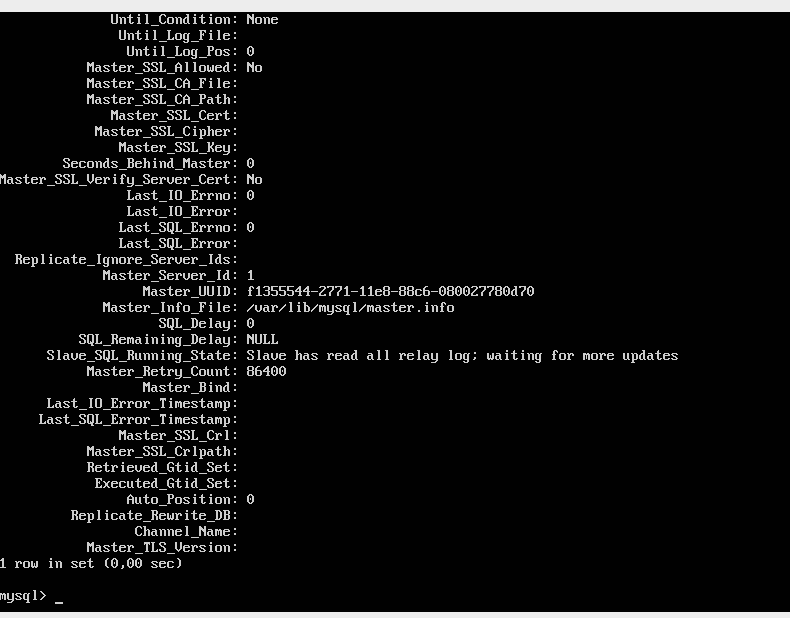 Until_Condition: None
Until_Log_File:
Until_Log_Pos: 0
Master_SSL_Allowed: No
Master_SSL_CA_File:
Master_SSL_CA_Path:
Master_SSL_Cert:
Master_SSL_Cipher:
Master_SSL_Key:
Seconds_Behind_Master: 0
Master_SSL_Verify_Server_Cert: No
Last_IO_Errno: 0
Last_IO_Error:
Last_SQL_Errno: 0
Last_SQL_Error:
Replicate_Ignore_Server_Ids:
Master_Server_Id: 1
Master_UUID: f1355544-2771-11e8-88c6-080027780d70
Master_Info_File: /var/lib/mysql/master.info
SQL_Delay: 0
SQL_Remaining_Delay: NULL
Slave_SQL_Running_State: Slave has read all relay log; waiting for more updates
Master_Retry_Count: 86400
Master_Bind:
Last_IO_Error_Timestamp:
Last_SQL_Error_Timestamp:
Master_SSL_Crl:
Master_SSL_Crlpath:
Retrieved_Gtid_Set:
Executed_Gtid_Set:
Auto_Position: 0
Replicate_Rewrite_DB:
Channel_Name:
Master_TLS_Version:
1 row in set (0,00 sec)
mysql> _